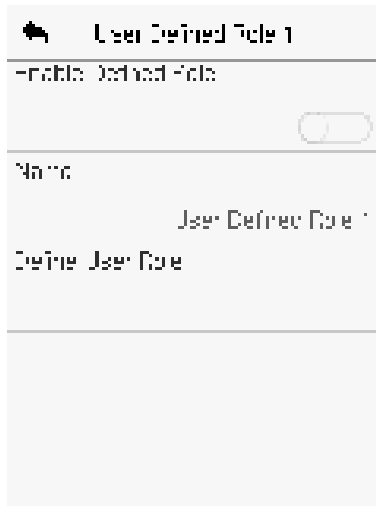 User Defined Role 1
Enable Defined Role
Name
User Defined Role 1
Define User Role